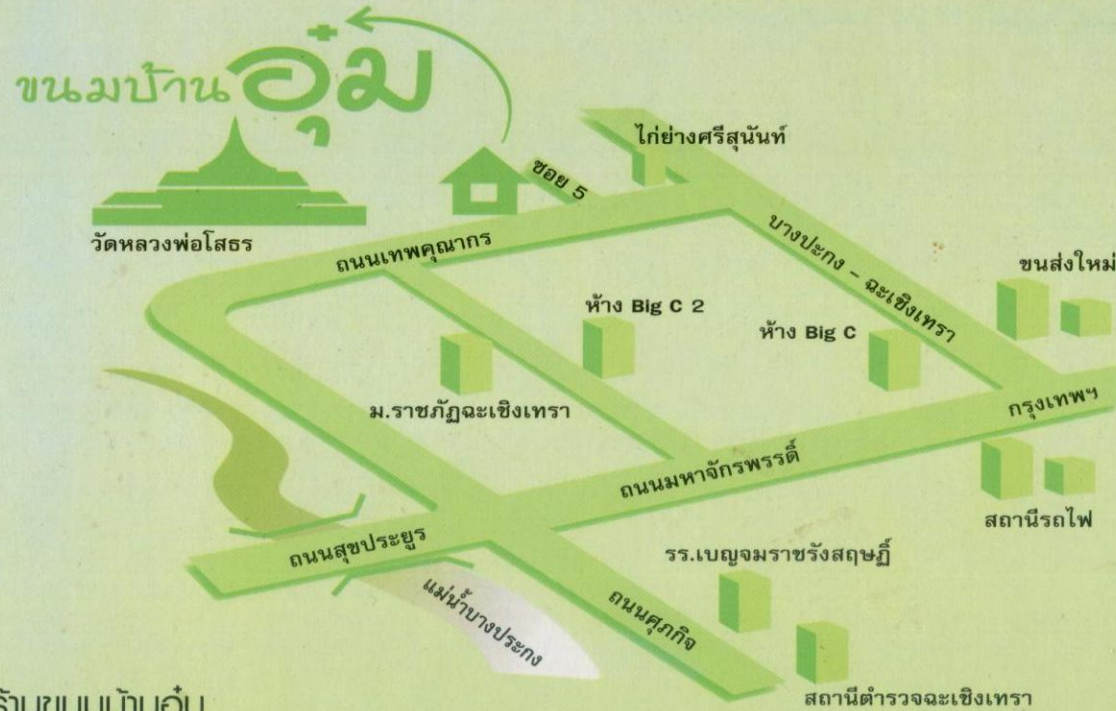 ขนมบ้านอุ๋ม
วัดหลวงพ่อโสธร
ซอย 5
ไก่ย่างศรีสุนันท์
ถนนเทพคุณากร
บางปะกง - ฉะเชิงเทรา
ขนส่งใหม่
ห้าง Big C 2
ห้าง Big C
ม.ราชภัฏฉะเชิงเทรา
กรุงเทพฯ
ถนนมหาจักรพรรดิ์
สถานีรถไฟ
ถนนสุขประยูร
รร.เบญจมราชรังสฤษฎิ์
แม่น้ำบางประกง
ถนนศุภกิจ
สถานีตำรวจฉะเชิงเทรา